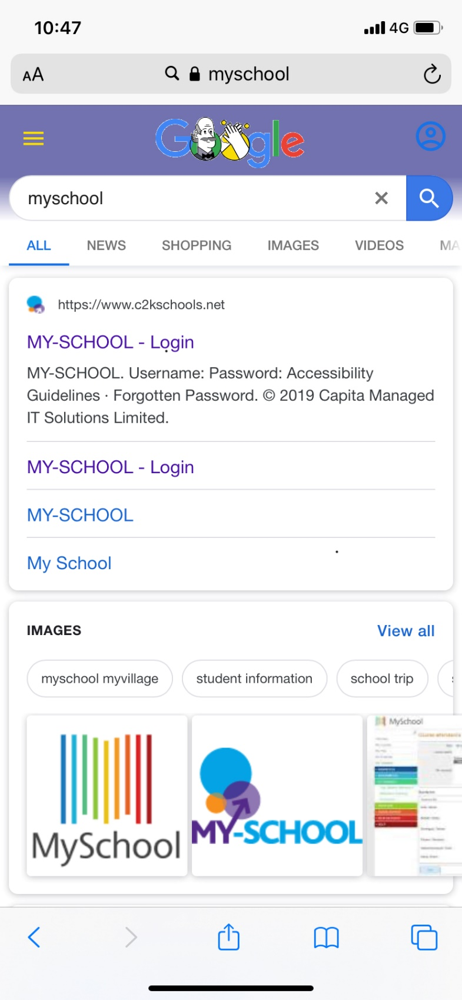 10:47
4G
AA
myschool
Google
myschool
ALL NEWS SHOPPING IMAGES VIDEOS MA
https://www.c2kschools.net
MY-SCHOOL - Login
MY-SCHOOL. Username: Password: Accessibility
Guidelines · Forgotten Password. © 2019 Capita Managed
IT Solutions Limited.
MY-SCHOOL - Login
MY-SCHOOL
My School
IMAGES View all
myschool myvillage student information school trip
MySchool
MY-SCHOOL
MySchool